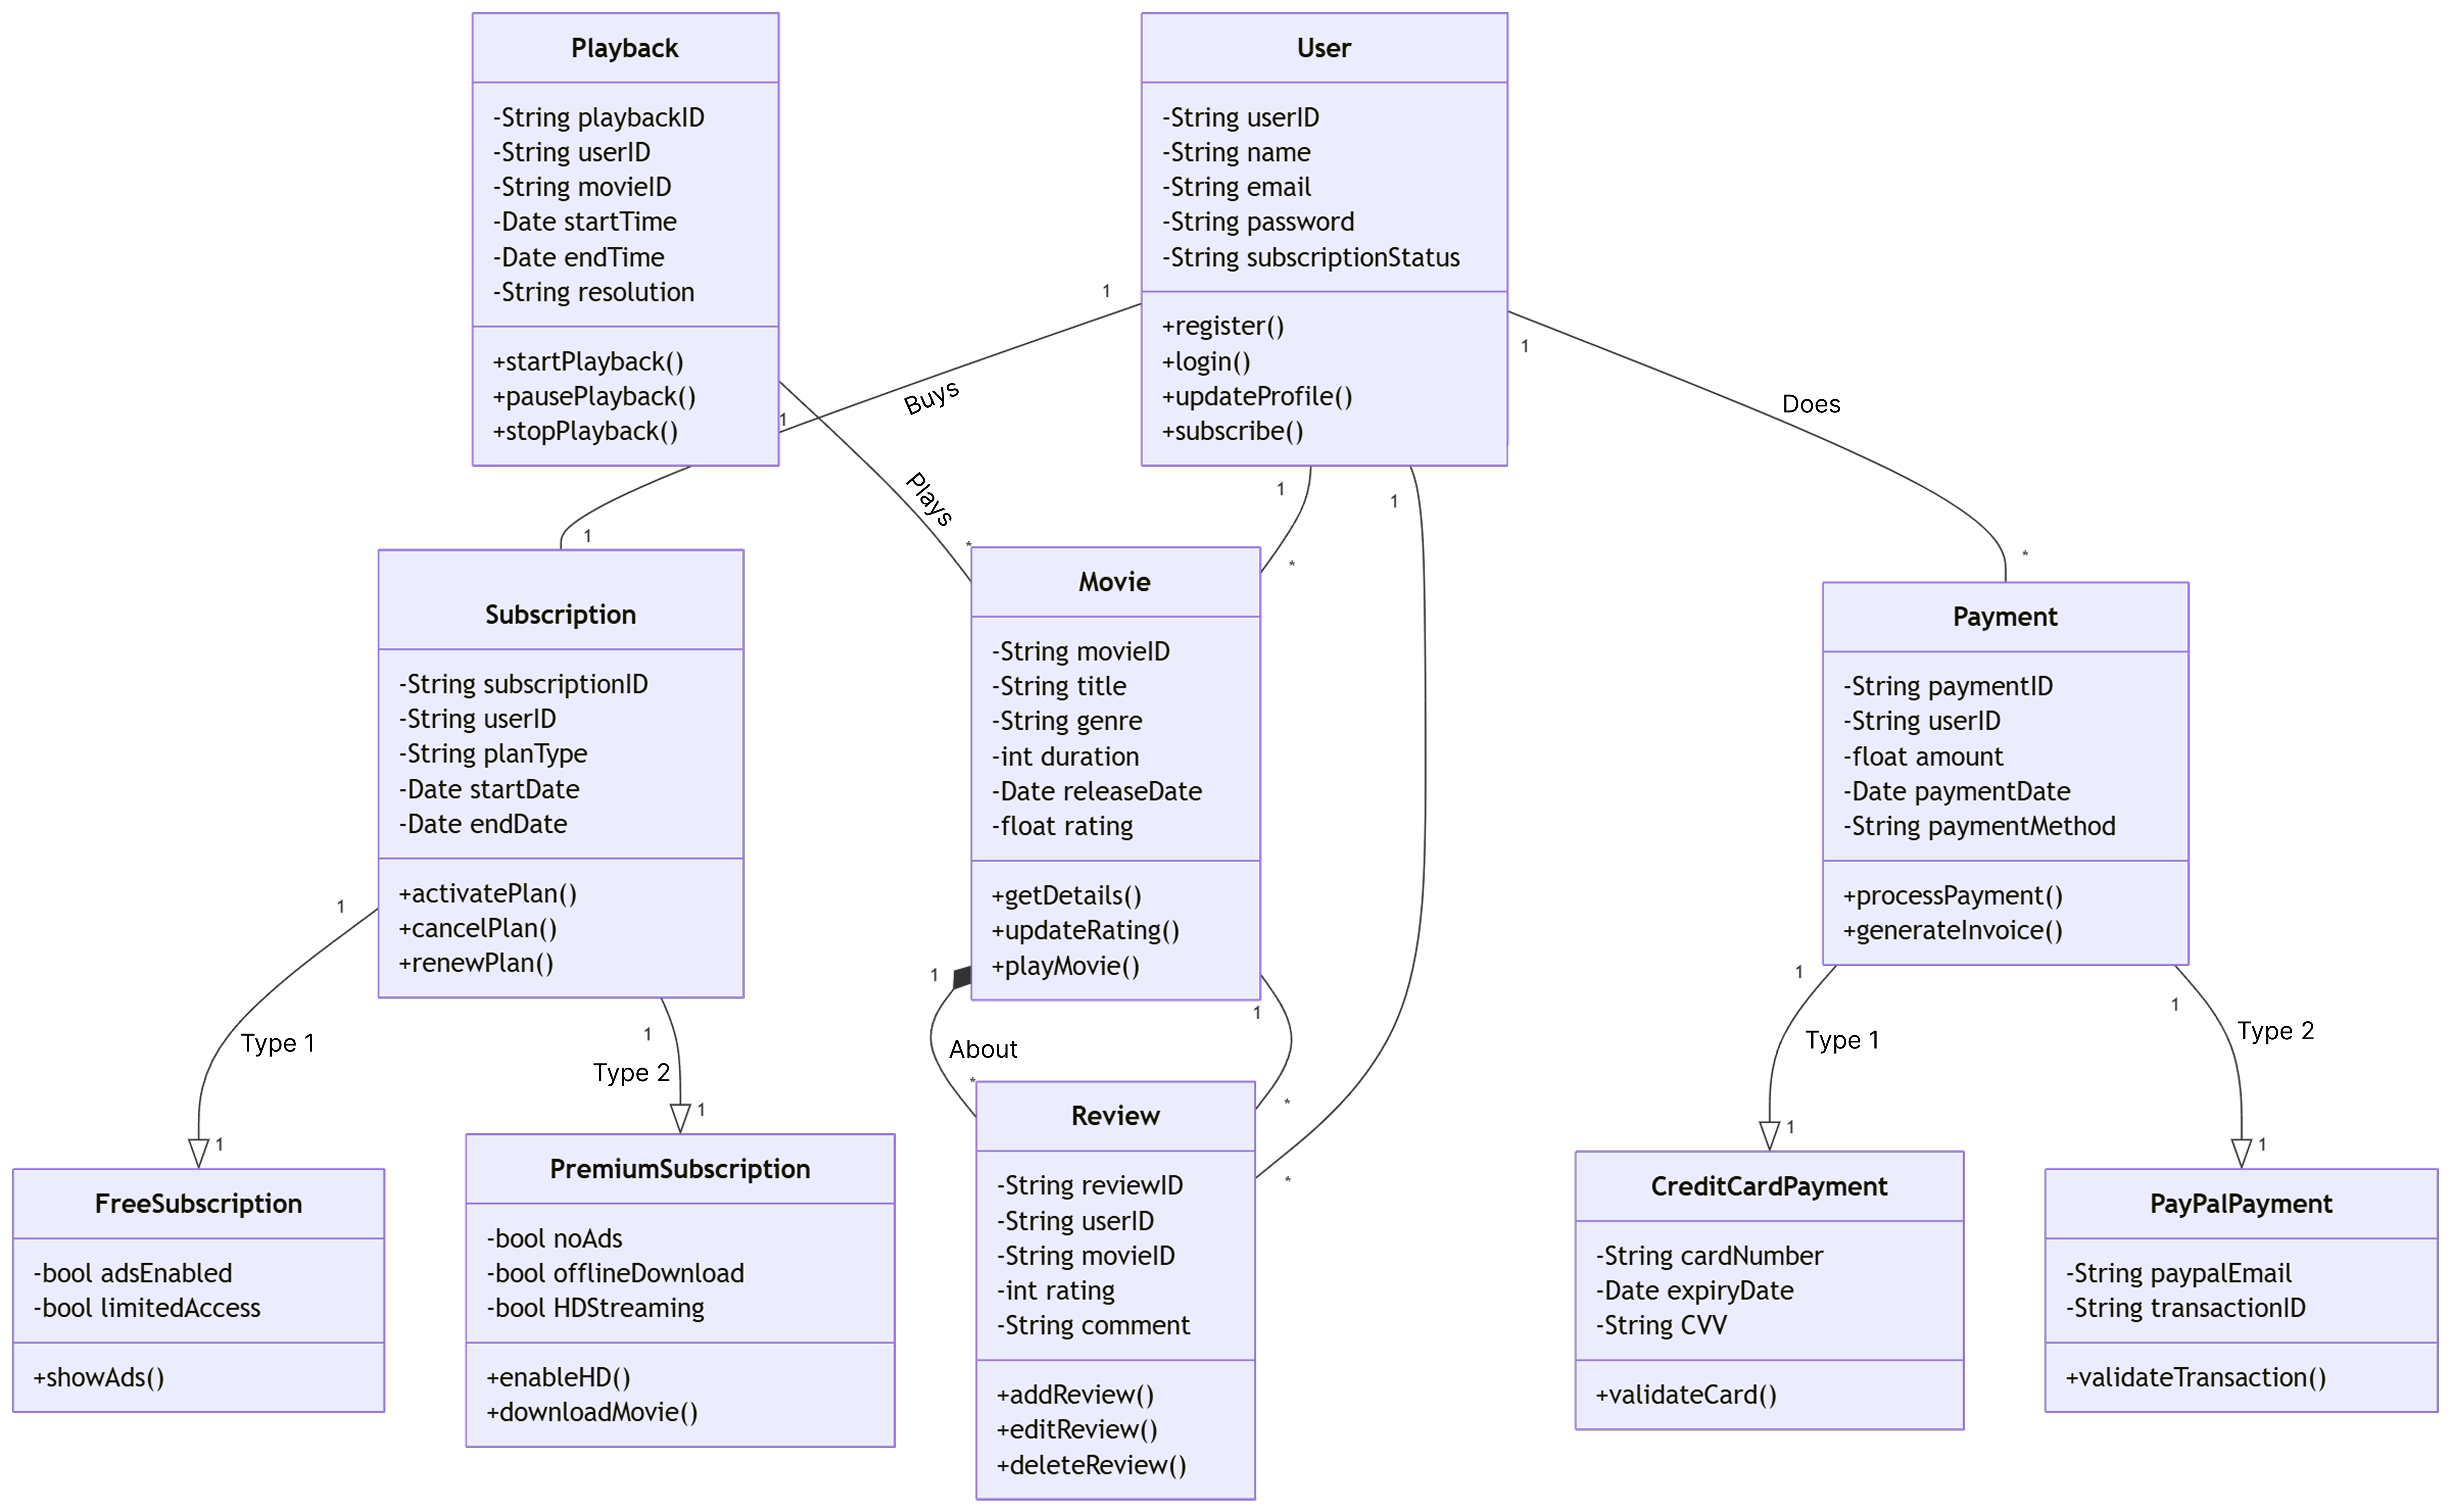 Playback
-String playbackID
-String userID
-String movieID
-Date startTime
-Date endTime
-String resolution
+startPlayback()
+pausePlayback()
+stopPlayback()
User
-String userID
-String name
-String email
-String password
-String subscriptionStatus
+register()
+login()
+updateProfile()
+subscribe()
1
Buys
1
1
Plays
*
1
*
1
*
1
Does
*
Subscription
-String subscriptionID
-String userID
-String planType
-Date startDate
-Date endDate
+activatePlan()
+cancelPlan()
+renewPlan()
Movie
-String movieID
-String title
-String genre
-int duration
-Date releaseDate
-float rating
+getDetails()
+updateRating()
+playMovie()
Payment
-String paymentID
-String userID
-float amount
-Date paymentDate
-String paymentMethod
+processPayment()
+generateInvoice()
1
Type 1
1
1
Type 2
1
1
About
*
1
*
1
Type 1
1
1
Type 2
1
FreeSubscription
-bool adsEnabled
-bool limitedAccess
+showAds()
PremiumSubscription
-bool noAds
-bool offlineDownload
-bool HDStreaming
+enableHD()
+downloadMovie()
Review
-String reviewID
-String userID
-String movieID
-int rating
-String comment
+addReview()
+editReview()
+deleteReview()
CreditCardPayment
-String cardNumber
-Date expiryDate
-String CVV
+validateCard()
PayPalPayment
-String paypalEmail
-String transactionID
+validateTransaction()